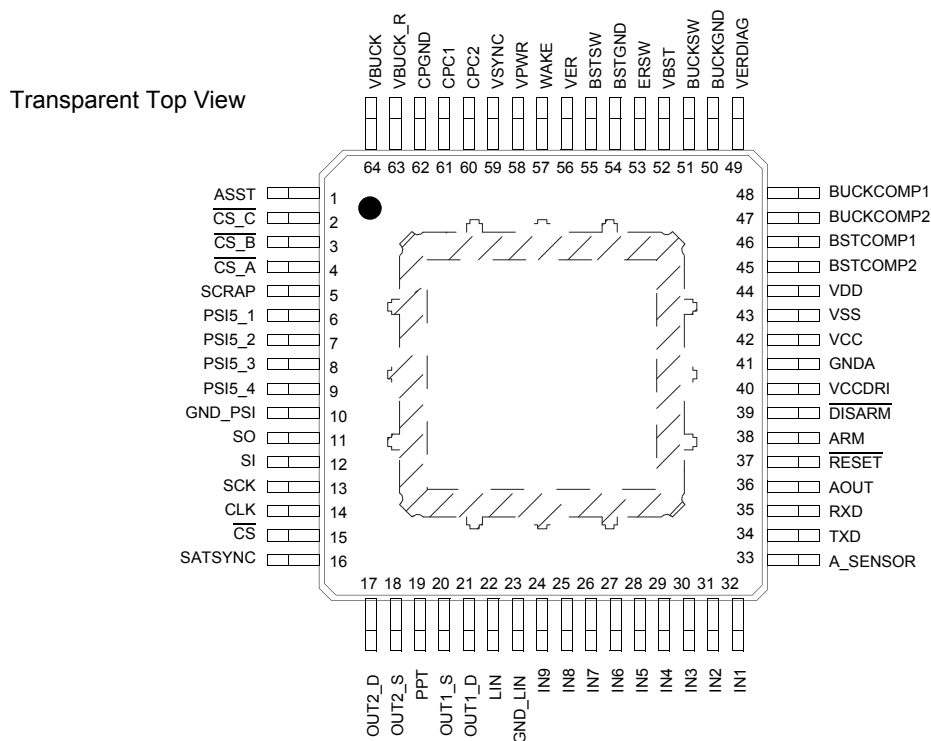 Transparent Top View
VBUCK
VBUCK_R
CPGND
CPC1
CPC2
VSYNC
VPWR
WAKE
VER
BSTSW
BSTGND
ERSW
VBST
BUCKSW
BUCKGND
VERDIAG
64 63 62 61 60 59 58 57 56 55 54 53 52 51 50 49
ASST 1
CS_C 2
CS_B 3
CS_A 4
SCRAP 5
PSI5_1 6
PSI5_2 7
PSI5_3 8
PSI5_4 9
GND_PSI 10
SO 11
SI 12
SCK 13
CLK 14
CS 15
SATSYNC 16
48 BUCKCOMP1
47 BUCKCOMP2
46 BSTCOMP1
45 BSTCOMP2
44 VDD
43 VSS
42 VCC
41 GNDA
40 VCCDRI
39 DISARM
38 ARM
37 RESET
36 AOUT
35 RXD
34 TXD
33 A_SENSOR
17 18 19 20 21 22 23 24 25 26 27 28 29 30 31 32
OUT2_D
OUT2_S
PPT
OUT1_S
OUT1_D
LIN
GND_LIN
IN9
IN8
IN7
IN6
IN5
IN4
IN3
IN2
IN1